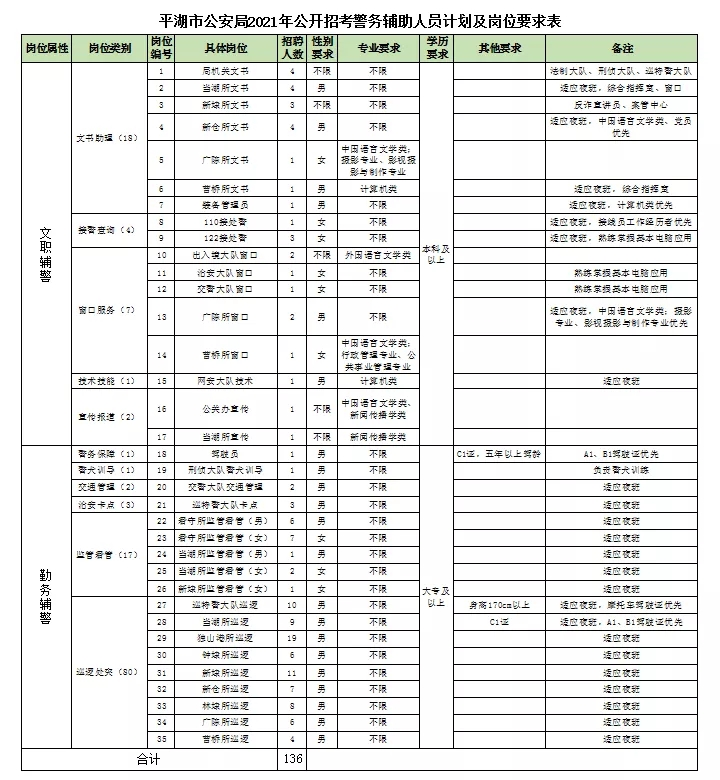 平湖市公安局2021年公开招考警务辅助人员计划及岗位要求表
岗位属性 岗位类别 岗位编号 具体岗位 招聘人数 性别要求 专业要求 学历要求 其他要求 备注
文职辅警 文书助理（18） 1 局机关文书 4 不限 不限 本科及以上 法制大队、刑侦大队、巡特警大队
2 当湖所文书 4 男 不限 适应夜班，综合指挥室、窗口
3 新埭所文书 3 不限 不限 反诈宣讲员、案管中心
4 新仓所文书 4 男 不限 适应夜班，中国语言文学类、党员优先
5 广陈所文书 1 女 中国语言文学类；摄影专业、影视摄影与制作专业
6 曹桥所文书 1 男 计算机类 适应夜班，综合指挥室
7 装备管理员 1 男 不限 适应夜班，计算机类优先
接警查询（4） 8 110接处警 1 女 不限 适应夜班，接线员工作经历者优先
9 122接处警 3 女 不限 适应夜班，熟练掌握基本电脑应用
窗口服务（7） 10 出入境大队窗口 2 不限 外国语言文学类
11 治安大队窗口 1 女 不限 熟练掌握基本电脑应用
12 交警大队窗口 1 女 不限 熟练掌握基本电脑应用
13 广陈所窗口 2 男 不限 适应夜班，中国语言文学类；摄影专业、影视摄影与制作专业优先
14 曹桥所窗口 1 女 中国语言文学类；行政管理专业、公共事业管理专业
技术技能（1） 15 网安大队技术 1 男 计算机类 适应夜班
宣传报道（2） 16 公关办宣传 1 不限 中国语言文学类、新闻传播学类
17 当湖所宣传 1 不限 新闻传播学类
勤务辅警 警务保障（1） 18 驾驶员 1 男 不限 大专及以上 C1证，五年以上驾龄 A1、B1驾驶证优先
警犬训导（1） 19 刑侦大队警犬训导 1 男 不限 负责警犬训练
交通管理（2） 20 交警大队交通管理 2 男 不限 适应夜班
治安卡点（3） 21 巡特警大队卡点 3 男 不限 适应夜班
监管看管（17） 22 看守所监管看管（男） 6 男 不限 适应夜班
23 看守所监管看管（女） 7 女 不限 适应夜班
24 当湖所监管看管（男） 1 男 不限 适应夜班
25 当湖所监管看管（女） 2 女 不限 适应夜班
26 新埭所监管看管（女） 1 女 不限 适应夜班
巡逻处突（80） 27 巡特警大队巡逻 10 男 不限 身高170cm以上 适应夜班，摩托车驾驶证优先
28 当湖所巡逻 9 男 不限 C1证 适应夜班，A1、B1驾驶证优先
29 独山港所巡逻 19 男 不限 适应夜班
30 钟埭所巡逻 6 男 不限 适应夜班
31 新埭所巡逻 11 男 不限 适应夜班
32 新仓所巡逻 7 男 不限 适应夜班
33 林埭所巡逻 8 男 不限 适应夜班
34 广陈所巡逻 6 男 不限 适应夜班
35 曹桥所巡逻 4 男 不限 适应夜班
合计 136